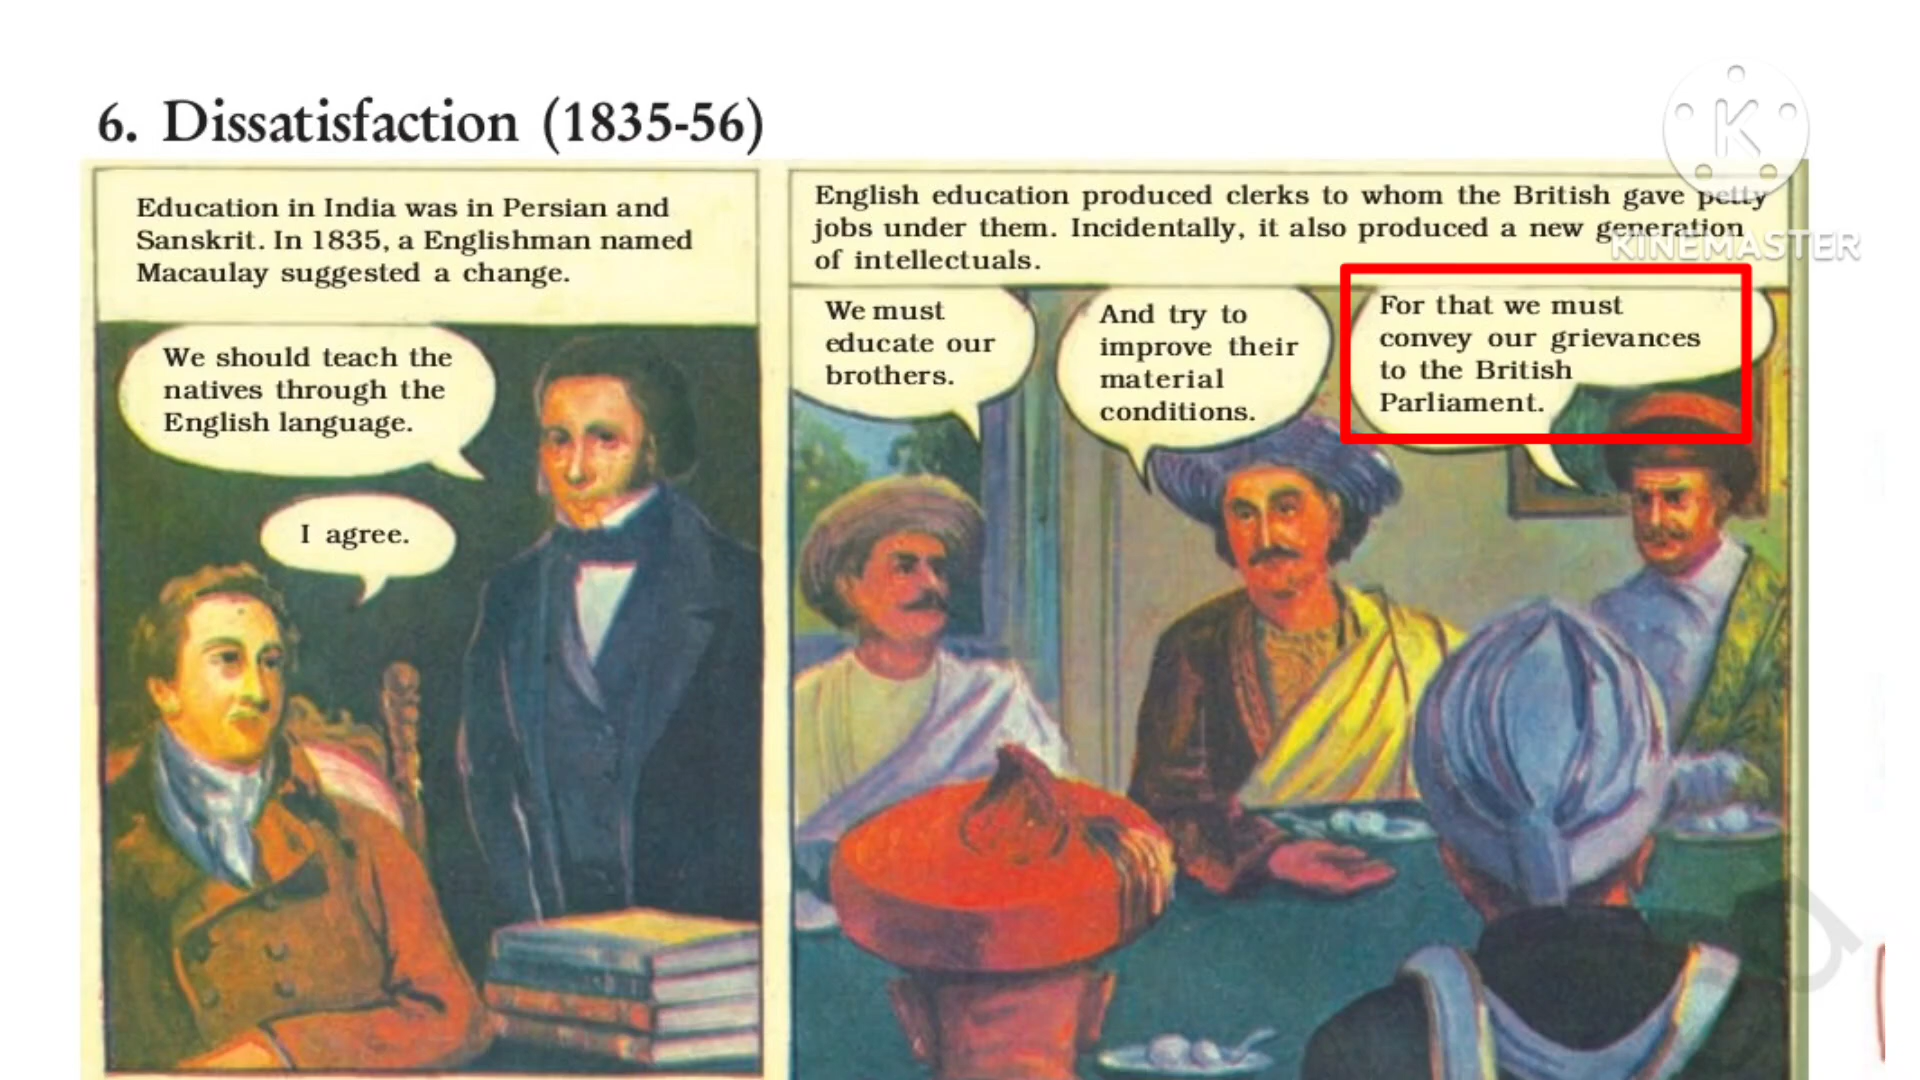 6. Dissatisfaction (1835-56)
Education in India was in Persian and
Sanskrit. In 1835, a Englishman named
Macaulay suggested a change.
We should teach the
natives through the
English language.
I agree.
English education produced clerks to whom the British gave petty
jobs under them. Incidentally, it also produced a new generation
of intellectuals.
We must
educate our
brothers.
And try to
improve their
material
conditions.
For that we must
convey our grievances
to the British
Parliament.
K
KINEMASTER